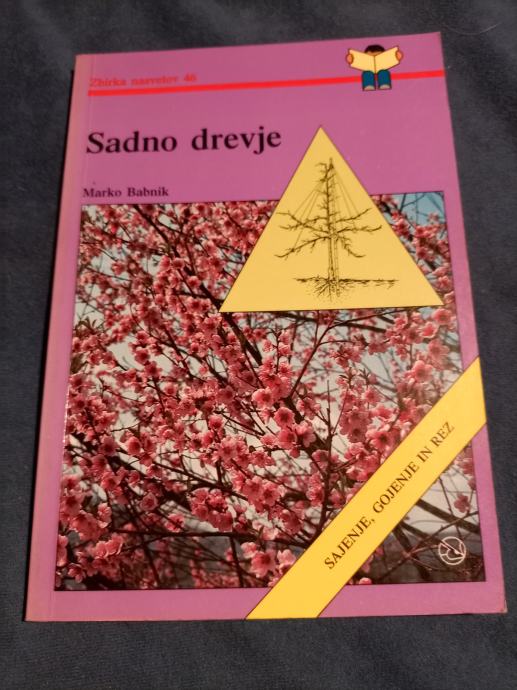 Zbirka nasvetov 46
Sadno drevje
Marko Babnik
SAJENJE, GOJENJE IN REZ